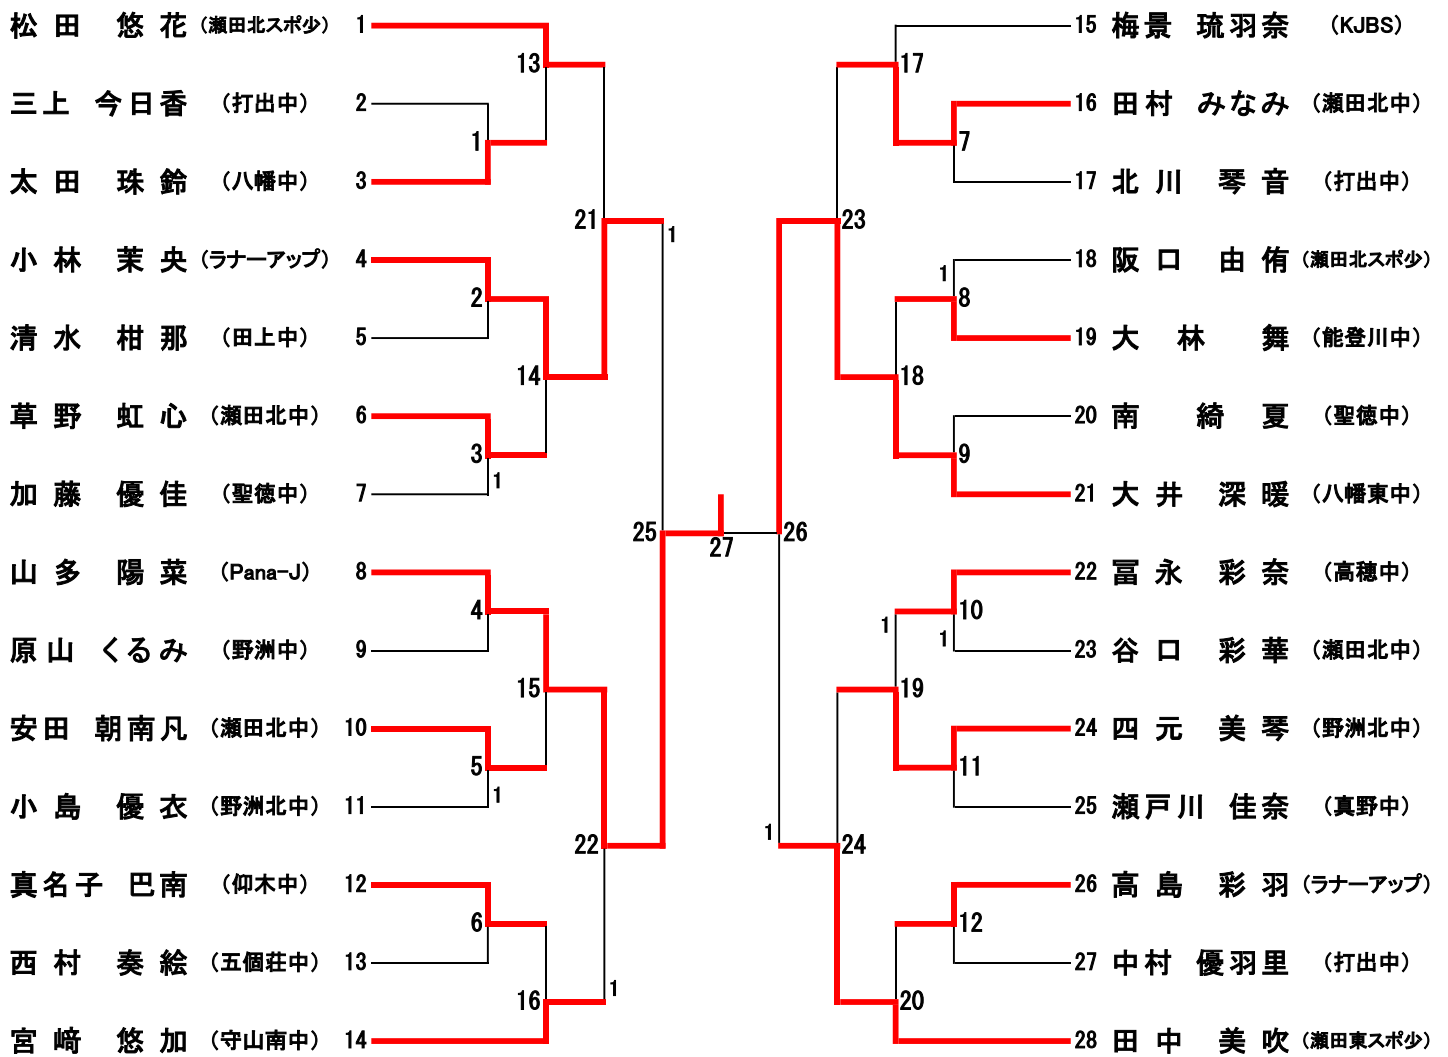 松田 悠花 (瀬田北スポ少) 1
三上 今日香 (打出中) 2
太田 珠鈴 (八幡中) 3
小林 茉央 (ラナーアップ) 4
清水 柑那 (田上中) 5
草野 虹心 (瀬田北中) 6
加藤 優佳 (聖徳中) 7
山多 陽菜 (Pana-J) 8
原山 くるみ (野洲中) 9
安田 朝南凡 (瀬田北中) 10
小島 優衣 (野洲北中) 11
真名子 巴南 (仰木中) 12
西村 奏絵 (五個荘中) 13
宮﨑 悠加 (守山南中) 14
1
2
3
1
4
5
1
6
13
14
15
16
21
22
1
1
25
27
26
23
24
1
17
18
19
20
1
7
8
1
9
10
1
11
12
15 梅景 琉羽奈 (KJBS)
16 田村 みなみ (瀬田北中)
17 北川 琴音 (打出中)
18 阪口 由侑 (瀬田北スポ少)
19 大林 舞 (能登川中)
20 南 綺夏 (聖徳中)
21 大井 深暖 (八幡東中)
22 冨永 彩奈 (高穂中)
23 谷口 彩華 (瀬田北中)
24 四元 美琴 (野洲北中)
25 瀬戸川 佳奈 (真野中)
26 高島 彩羽 (ラナーアップ)
27 中村 優羽里 (打出中)
28 田中 美吹 (瀬田東スポ少)